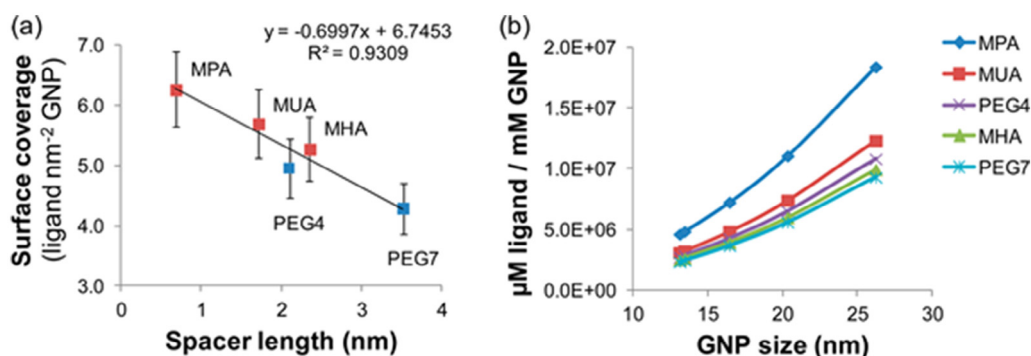 (a)
y = -0.6997x + 6.7453
R² = 0.9309
7.0
6.0
5.0
4.0
3.0
Surface coverage
(ligand nm⁻² GNP)
MPA
MUA
MHA
PEG4
PEG7
0 1 2 3 4
Spacer length (nm)
(b)
2.0E+07
1.5E+07
1.0E+07
5.0E+06
0.0E+00
µM ligand / mM GNP
10 15 20 25 30
GNP size (nm)
MPA
MUA
PEG4
MHA
PEG7